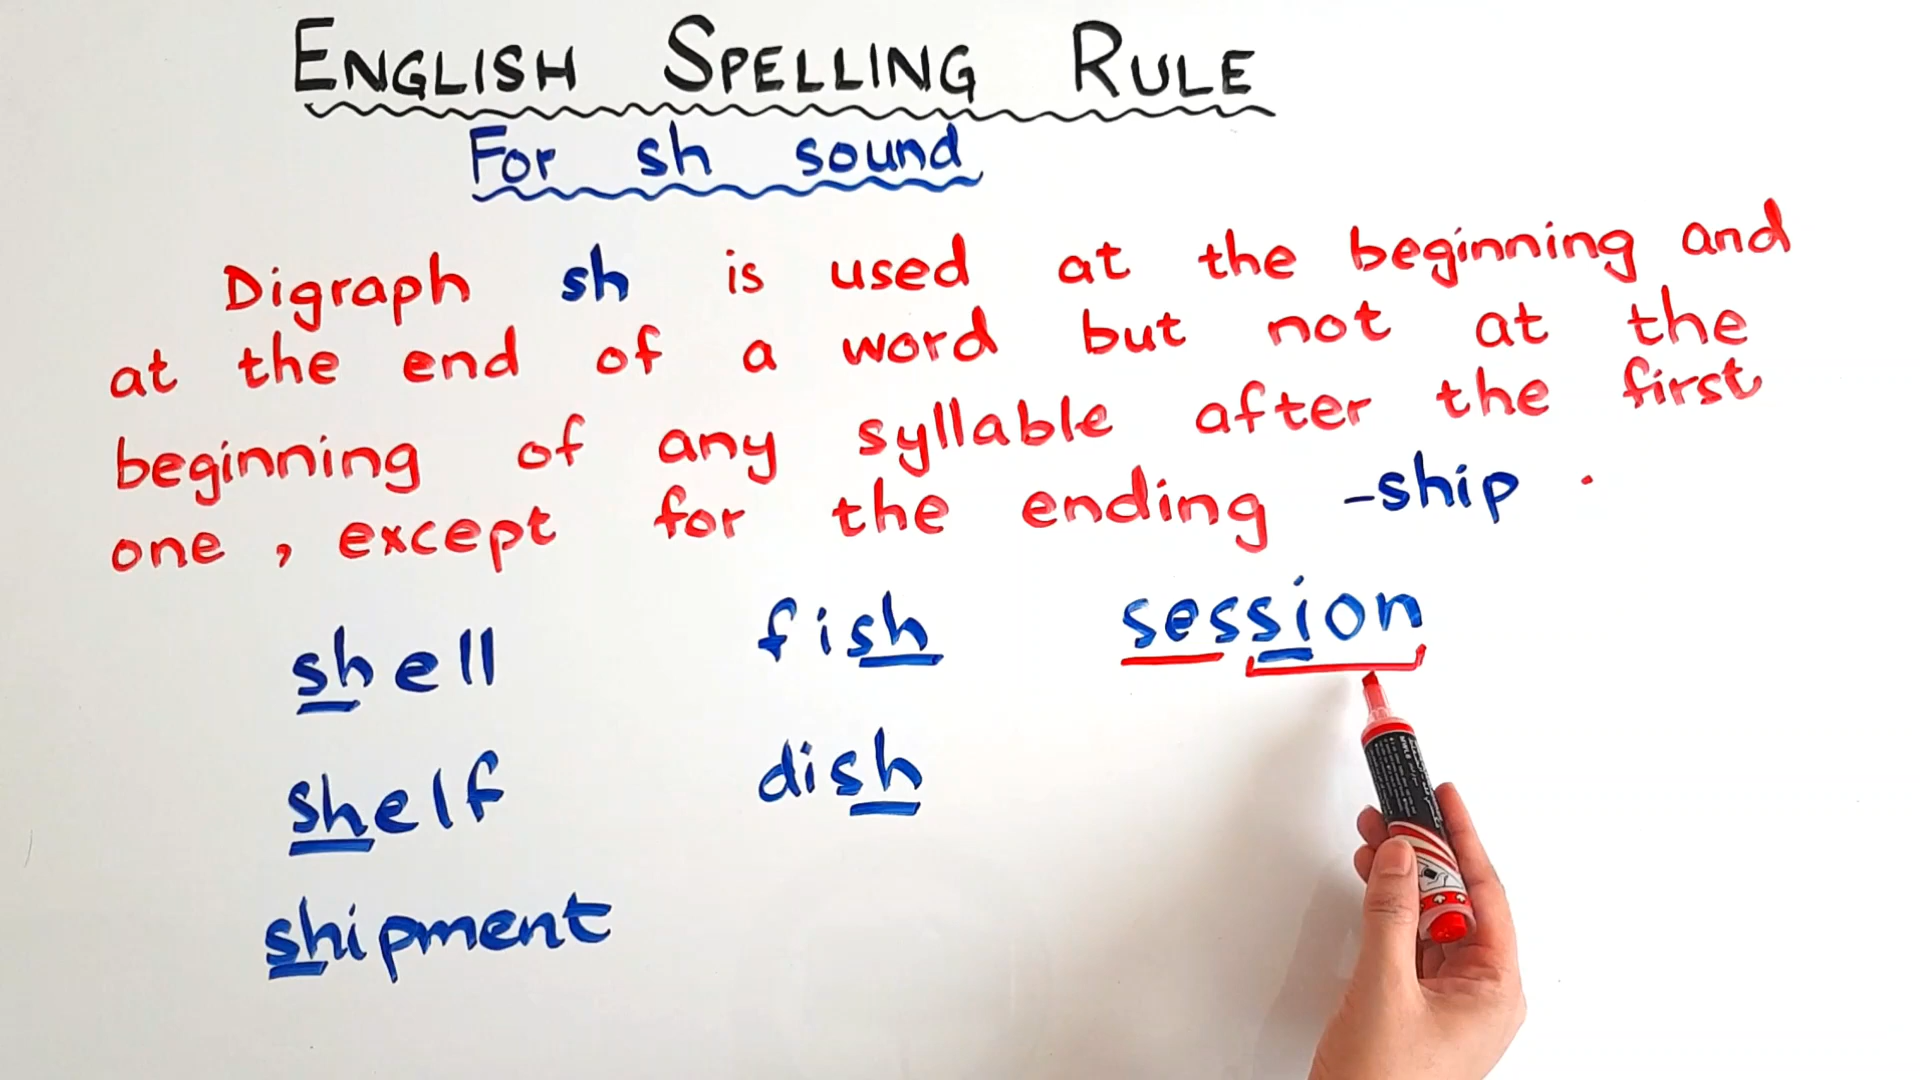 ENGLISH SPELLING RULE
For sh sound
Digraph sh is used at the beginning and
at the end of a word but not at the
beginning of any syllable after the first
one, except for the ending -ship.
shell fish session
shelf dish
shipment